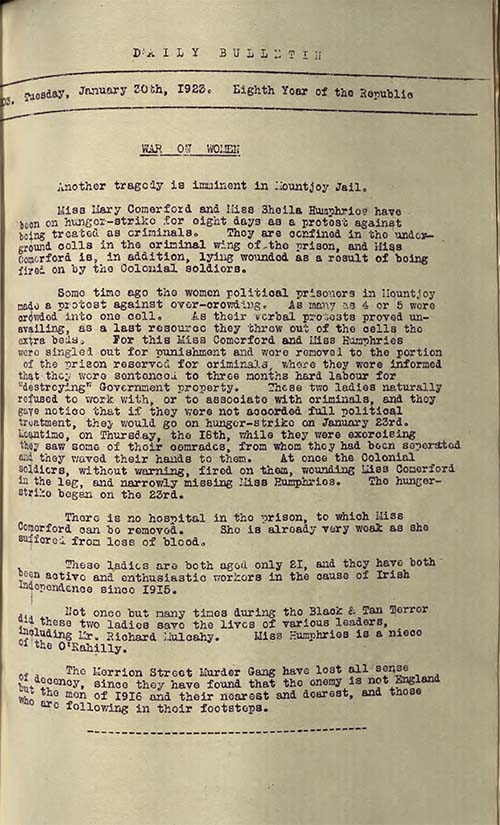 DAILY BULLETIN
Tuesday, January 30th, 1923. Eighth Year of the Republic
WAR ON WOMEN
Another tragedy is imminent in Mountjoy Jail.
Miss Mary Comerford and Miss Sheila Humphries have
been on hunger-strike for eight days as a protest against
being treated as criminals. They are confined in the under-
ground cells in the criminal wing of the prison, and Miss
Comerford is, in addition, lying wounded as a result of being
fired on by the Colonial soldiers.
Some time ago the women political prisoners in Mountjoy
made a protest against over-crowding. As many as 4 or 5 were
crowded into one cell. As their verbal protests proved un-
availing, as a last resource they threw out of the cells the
extra beds. For this Miss Comerford and Miss Humphries
were singled out for punishment and were removed to the portion
of the prison reserved for criminals, where they were informed
that they were sentenced to three months hard labour for
"destroying" Government property. These two ladies naturally
refused to work with, or to associate with criminals, and they
gave notice that if they were not accorded full political
treatment, they would go on hunger-strike on January 23rd.
Meantime, on Thursday, the 18th, while they were exercising
they saw some of their comrades, from whom they had been seperated
and they waved their hands to them. At once the Colonial
soldiers, without warning, fired on them, wounding Miss Comerford
in the leg, and narrowly missing Miss Humphries. The hunger-
strike began on the 23rd.
There is no hospital in the prison, to which Miss
Comerford can be removed. She is already very weak as she
suffered from loss of blood.
These ladies are both aged only 21, and they have both
been active and enthusiastic workers in the cause of Irish
Independence since 1915.
Not once but many times during the Black & Tan Terror
did these two ladies save the lives of various leaders,
including Mr. Richard Mulcahy. Miss Humphries is a niece
of the O'Rahilly.
The Merrion Street Murder Gang have lost all sense
of decency, since they have found that the enemy is not England
but the men of 1916 and their nearest and dearest, and those
who are following in their footsteps.